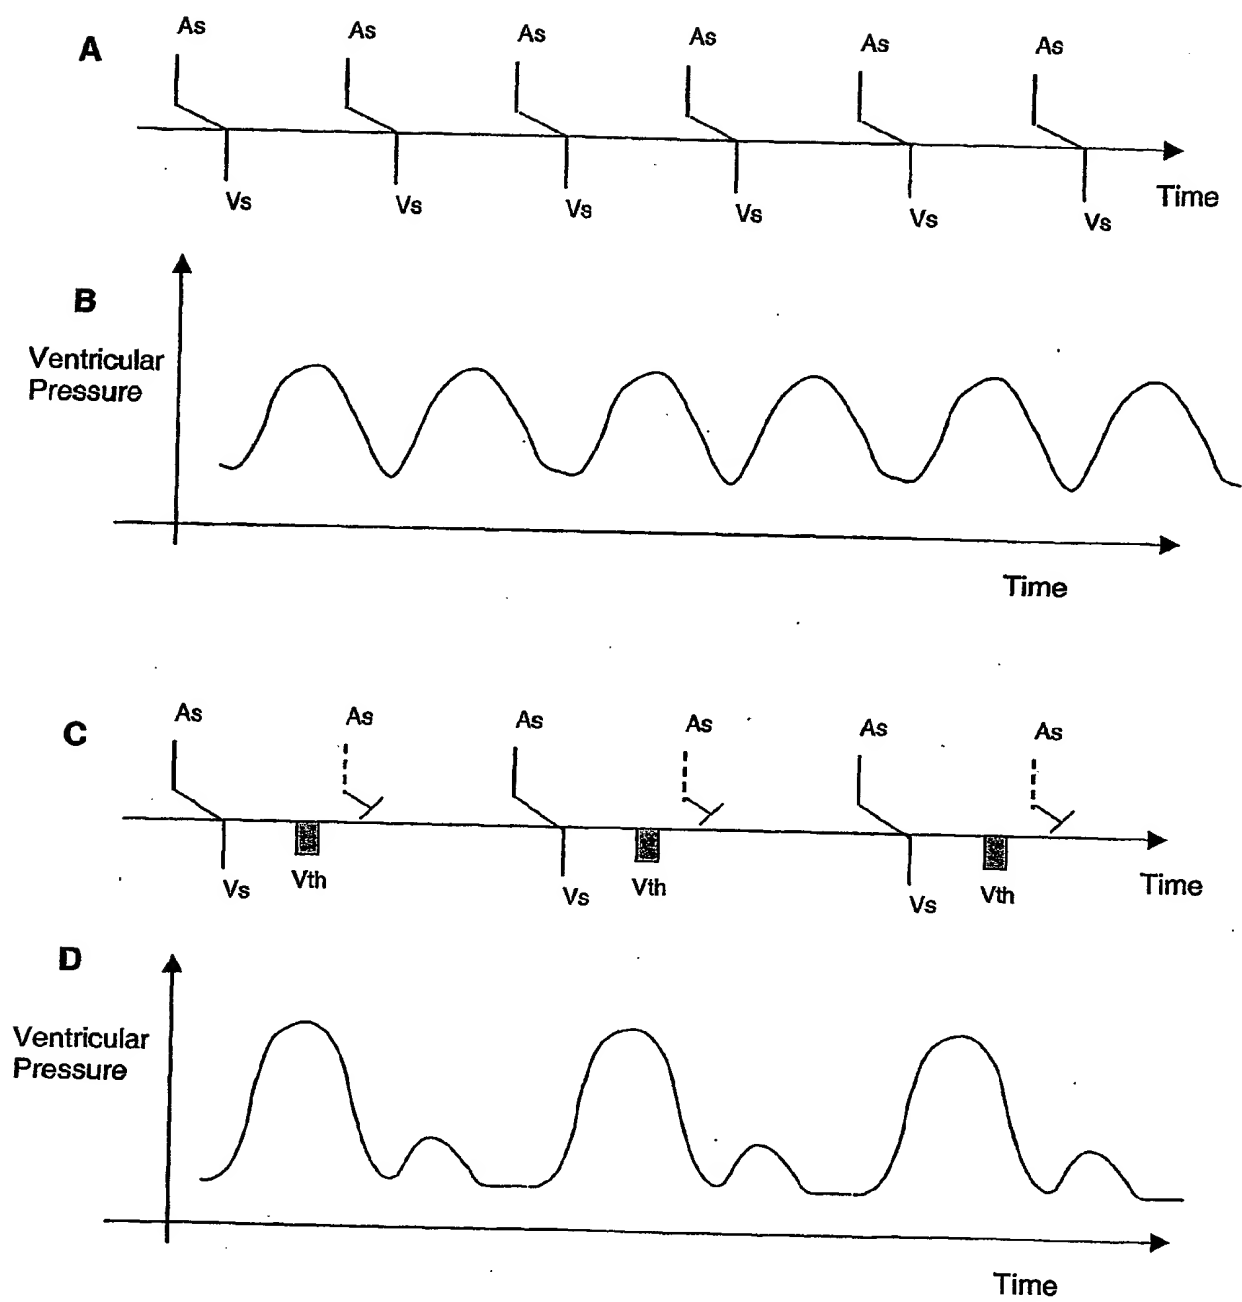 A
As As As As As As
Vs Vs Vs Vs Vs Vs
Time
B
Ventricular
Pressure
Time
C
As As As As As As
Vs Vth Vs Vth Vs Vth
Time
D
Ventricular
Pressure
Time